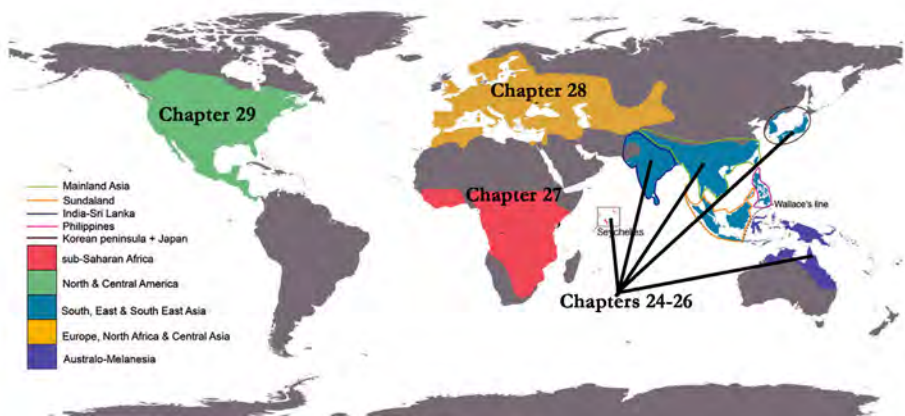 Chapter 28
Chapter 29
Mainland Asia
Sundaland
India-Sri Lanka
Philippines
Korean peninsula + Japan
sub-Saharan Africa
North & Central America
South, East & South East Asia
Europe, North Africa & Central Asia
Australo-Melanesia
Chapter 27
Wallace's line
Seychelles
Chapters 24-26